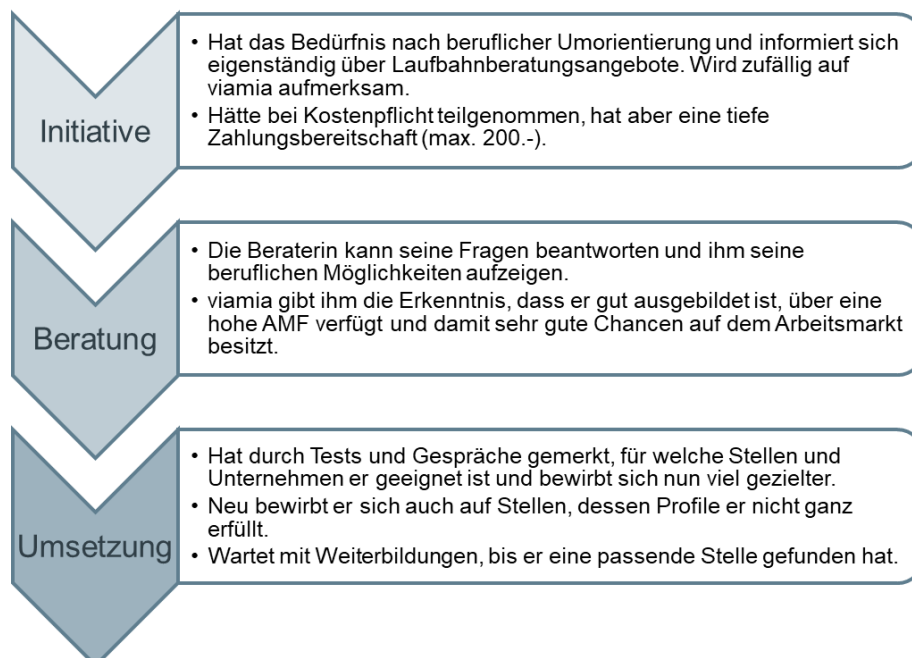 Initiative
• Hat das Bedürfnis nach beruflicher Umorientierung und informiert sich
eigenständig über Laufbahnberatungsangebote. Wird zufällig auf
viamia aufmerksam.
• Hätte bei Kostenpflicht teilgenommen, hat aber eine tiefe
Zahlungsbereitschaft (max. 200.-).
Beratung
• Die Beraterin kann seine Fragen beantworten und ihm seine
beruflichen Möglichkeiten aufzeigen.
• viamia gibt ihm die Erkenntnis, dass er gut ausgebildet ist, über eine
hohe AMF verfügt und damit sehr gute Chancen auf dem Arbeitsmarkt
besitzt.
Umsetzung
• Hat durch Tests und Gespräche gemerkt, für welche Stellen und
Unternehmen er geeignet ist und bewirbt sich nun viel gezielter.
• Neu bewirbt er sich auch auf Stellen, dessen Profile er nicht ganz
erfüllt.
• Wartet mit Weiterbildungen, bis er eine passende Stelle gefunden hat.